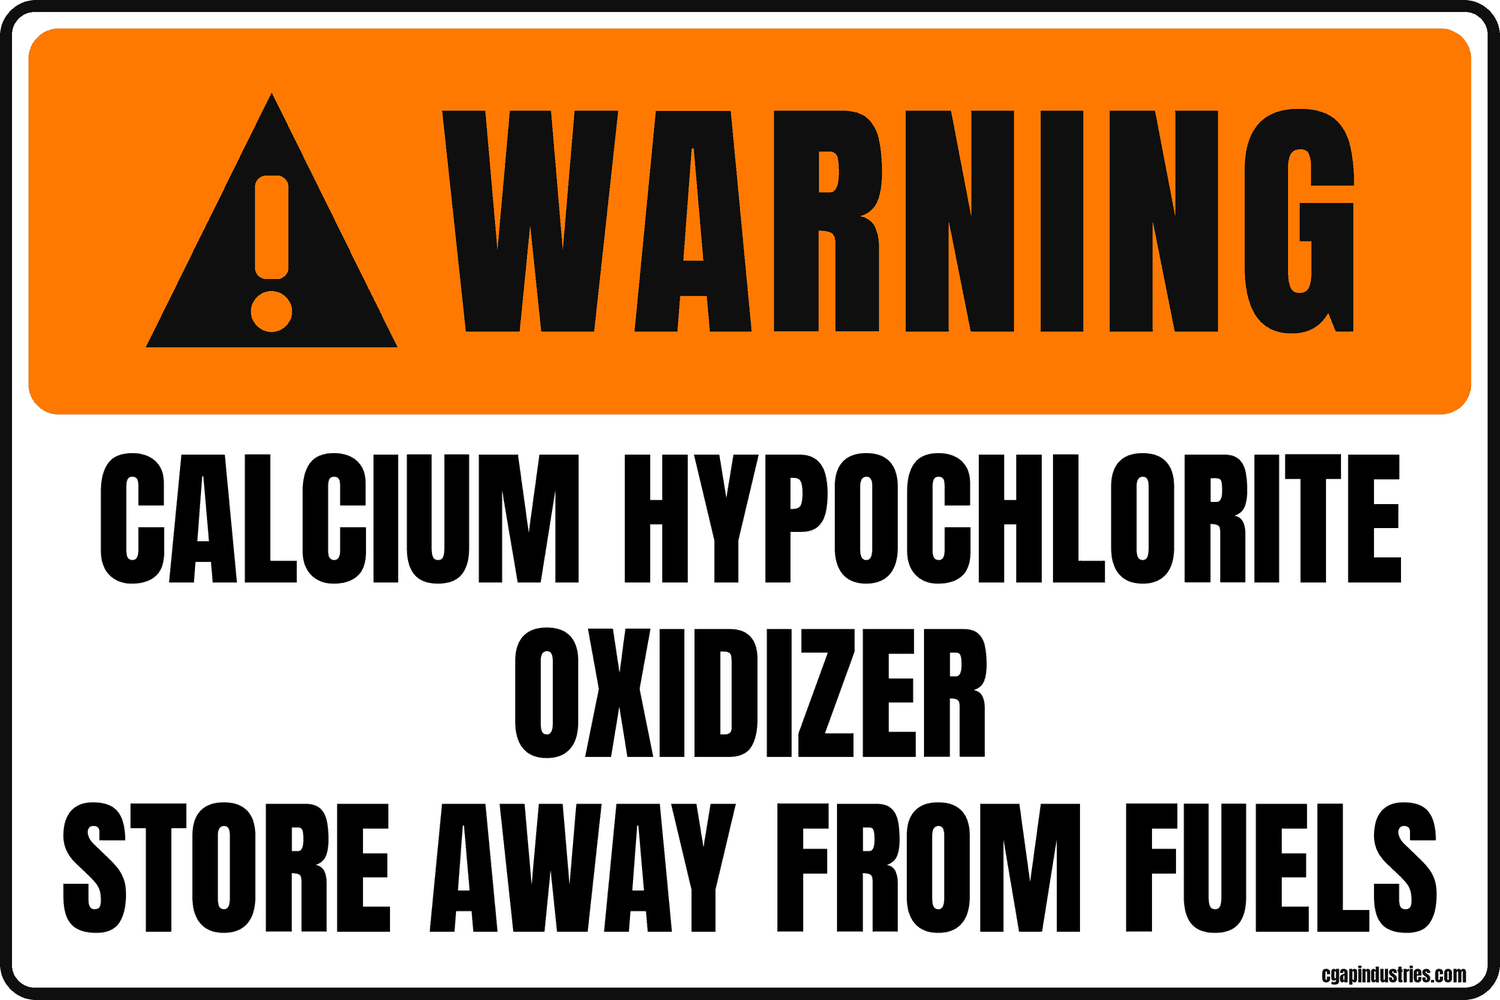 WARNING
CALCIUM HYPOCHLORITE
OXIDIZER
STORE AWAY FROM FUELS
cgapindustries.com